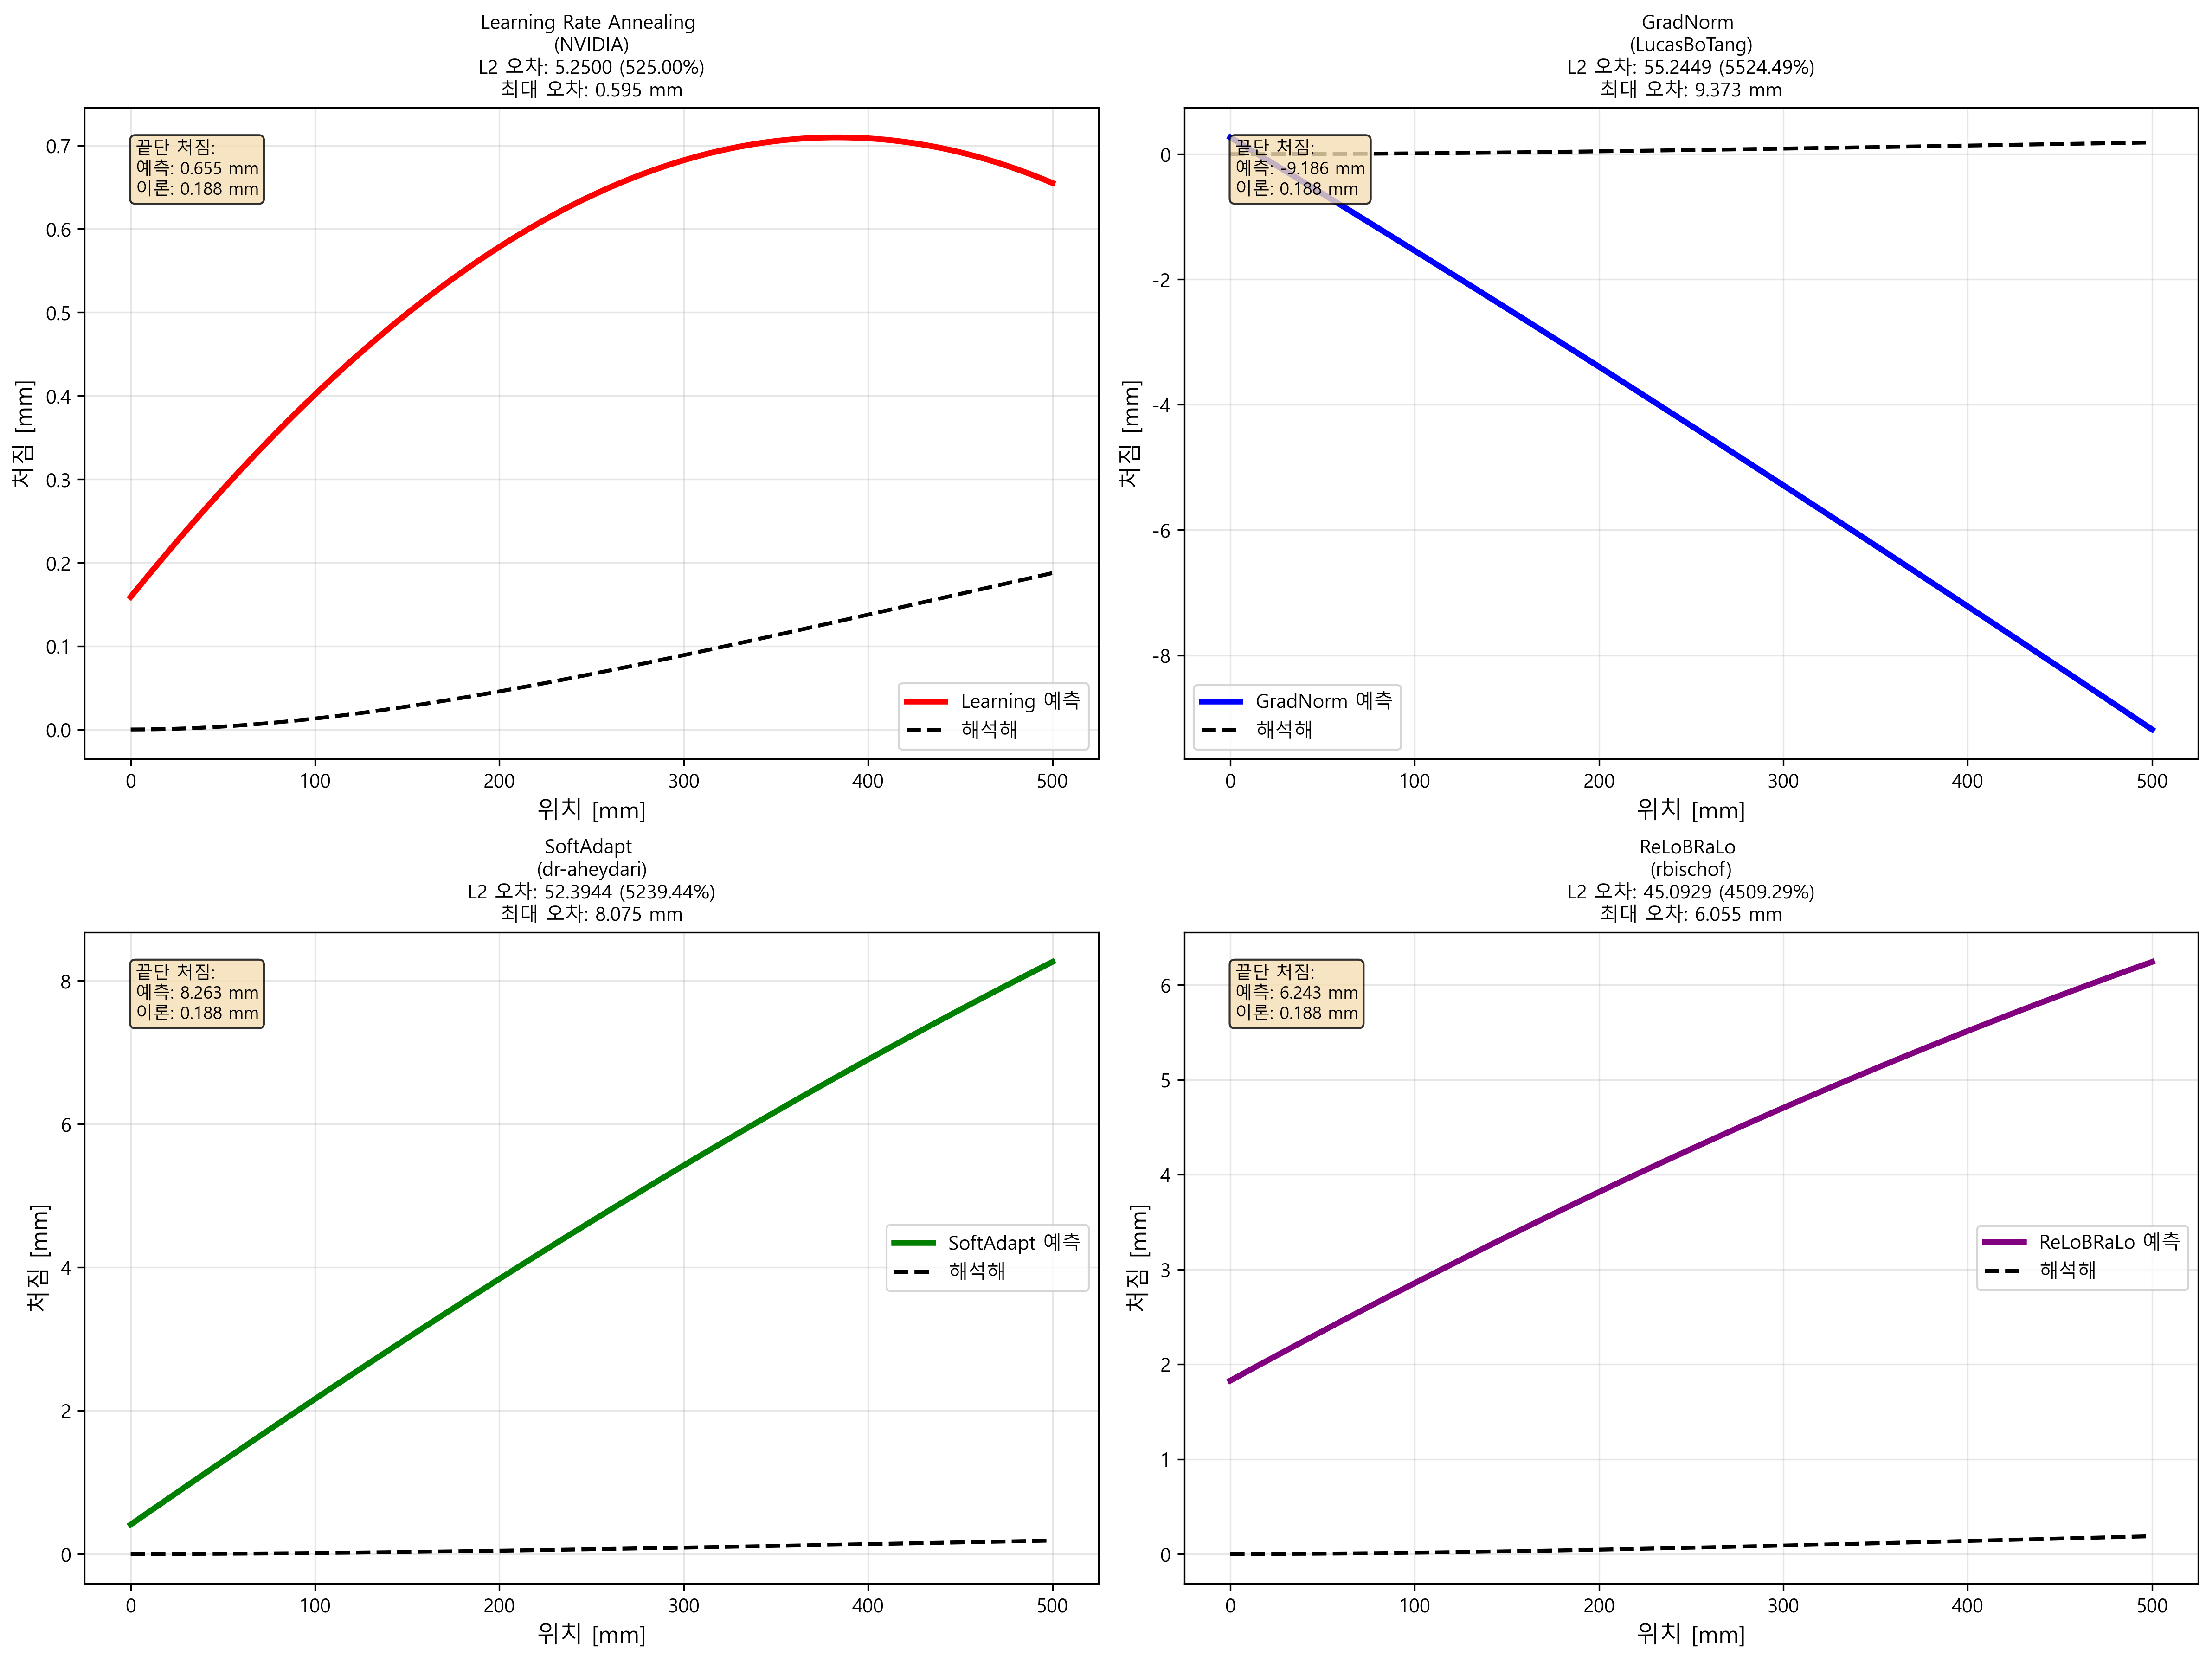 Learning Rate Annealing
(NVIDIA)
L2 오차: 5.2500 (525.00%)
최대 오차: 0.595 mm
끝단 처짐:
예측: 0.655 mm
이론: 0.188 mm
처짐 [mm]
0.7
0.6
0.5
0.4
0.3
0.2
0.1
0.0
Learning 예측
해석해
0
100
200
300
400
500
위치 [mm]
GradNorm
(LucasBoTang)
L2 오차: 55.2449 (5524.49%)
최대 오차: 9.373 mm
끝단 처짐:
예측: -9.186 mm
이론: 0.188 mm
처짐 [mm]
0
-2
-4
-6
-8
GradNorm 예측
해석해
0
100
200
300
400
500
위치 [mm]
SoftAdapt
(dr-aheydari)
L2 오차: 52.3944 (5239.44%)
최대 오차: 8.075 mm
끝단 처짐:
예측: 8.263 mm
이론: 0.188 mm
처짐 [mm]
8
6
4
2
0
SoftAdapt 예측
해석해
0
100
200
300
400
500
위치 [mm]
ReLoBRaLo
(rbischof)
L2 오차: 45.0929 (4509.29%)
최대 오차: 6.055 mm
끝단 처짐:
예측: 6.243 mm
이론: 0.188 mm
처짐 [mm]
6
5
4
3
2
1
0
ReLoBRaLo 예측
해석해
0
100
200
300
400
500
위치 [mm]